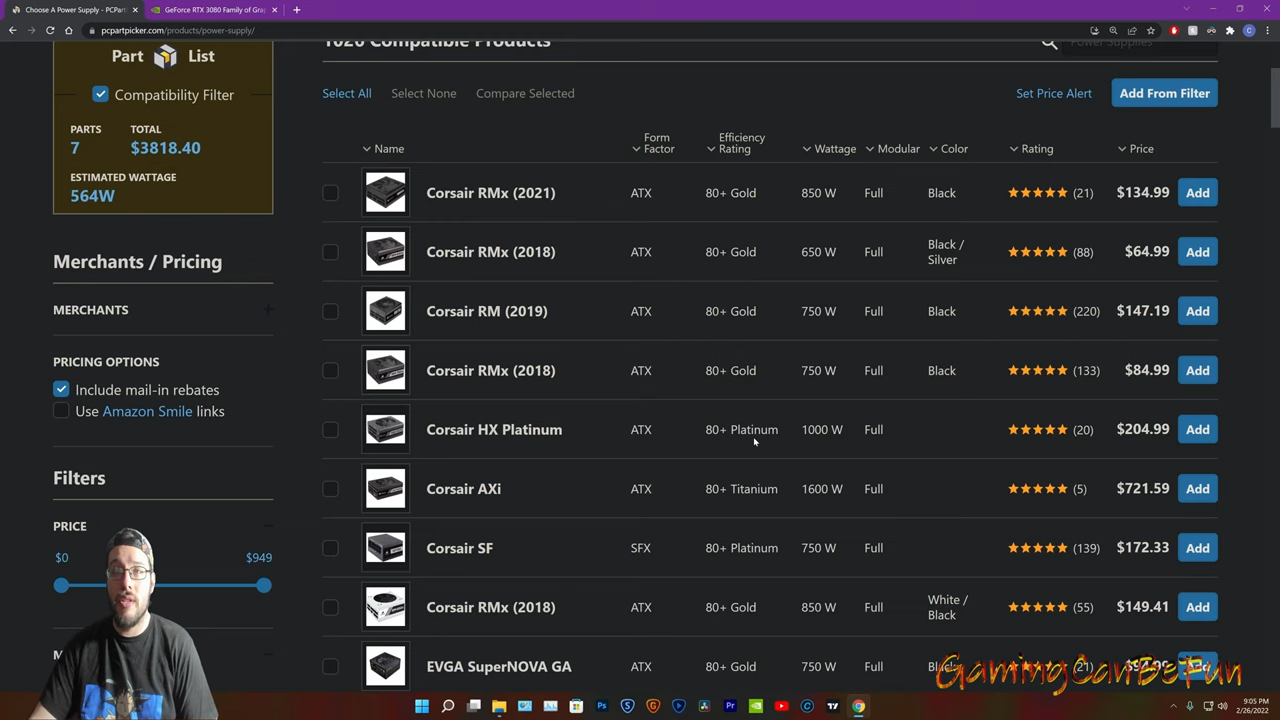 Choose A Power Supply - pcPart
GeForce RTX 3080 Family of Grap
pcpartpicker.com/products/power-supply/
Part List
Compatibility Filter
PARTS TOTAL
7 $3818.40
ESTIMATED WATTAGE
564W
Merchants / Pricing
MERCHANTS
PRICING OPTIONS
Include mail-in rebates
Use Amazon Smile links
Filters
PRICE
$0 $949
M
1026 Compatible Products
Power Supplies
Select All Select None Compare Selected Set Price Alert Add From Filter
Name Form Factor Efficiency Rating Wattage Modular Color Rating Price
Corsair RMx (2021) ATX 80+ Gold 850 W Full Black (21) $134.99 Add
Corsair RMx (2018) ATX 80+ Gold 650 W Full Black / Silver (88) $64.99 Add
Corsair RM (2019) ATX 80+ Gold 750 W Full Black (220) $147.19 Add
Corsair RMx (2018) ATX 80+ Gold 750 W Full Black (133) $84.99 Add
Corsair HX Platinum ATX 80+ Platinum 1000 W Full (20) $204.99 Add
Corsair AXi ATX 80+ Titanium 1600 W Full (5) $721.59 Add
Corsair SF SFX 80+ Platinum 750 W Full (139) $172.33 Add
Corsair RMx (2018) ATX 80+ Gold 850 W Full White / Black (52) $149.41 Add
EVGA SuperNOVA GA ATX 80+ Gold 750 W Full
GamingCanBeFun
9:05 PM
2/26/2022